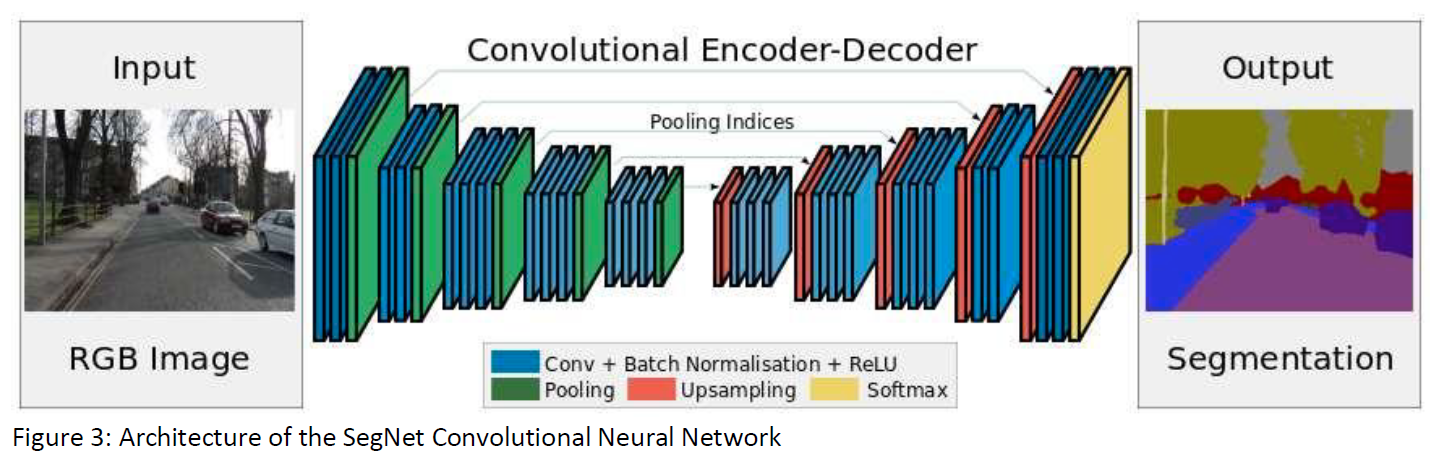 Convolutional Encoder-Decoder
Input
Output
Pooling Indices
RGB Image
Segmentation
Conv + Batch Normalisation + ReLU
Pooling
Upsampling
Softmax
Figure 3: Architecture of the SegNet Convolutional Neural Network